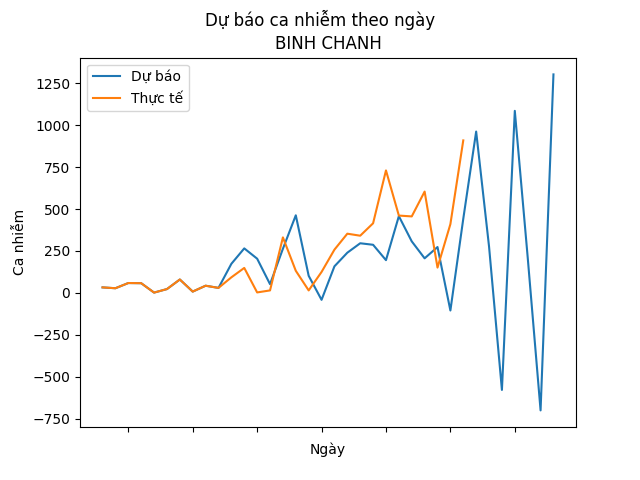 Dự báo ca nhiễm theo ngày
BINH CHANH
Dự báo
Thực tế
1250
1000
750
500
250
0
−250
−500
−750
Ca nhiễm
Ngày